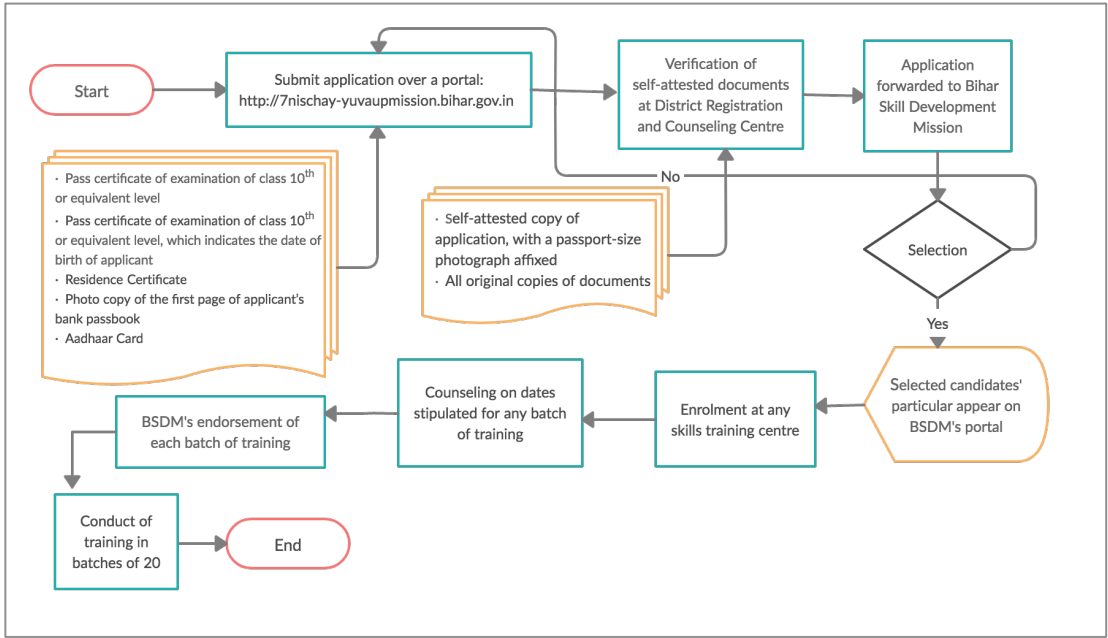 Start
Submit application over a portal:
http://7nischay-yuvaupmission.bihar.gov.in
Verification of
self-attested documents
at District Registration
and Counseling Centre
Application
forwarded to Bihar
Skill Development
Mission
· Pass certificate of examination of class 10th
or equivalent level
· Pass certificate of examination of class 10th
or equivalent level, which indicates the date of
birth of applicant
· Residence Certificate
· Photo copy of the first page of applicant's
bank passbook
· Aadhaar Card
· Self-attested copy of
application, with a passport-size
photograph affixed
· All original copies of documents
No
Selection
Yes
Selected candidates'
particular appear on
BSDM's portal
Enrolment at any
skills training centre
Counseling on dates
stipulated for any batch
of training
BSDM's endorsement of
each batch of training
Conduct of
training in
batches of 20
End